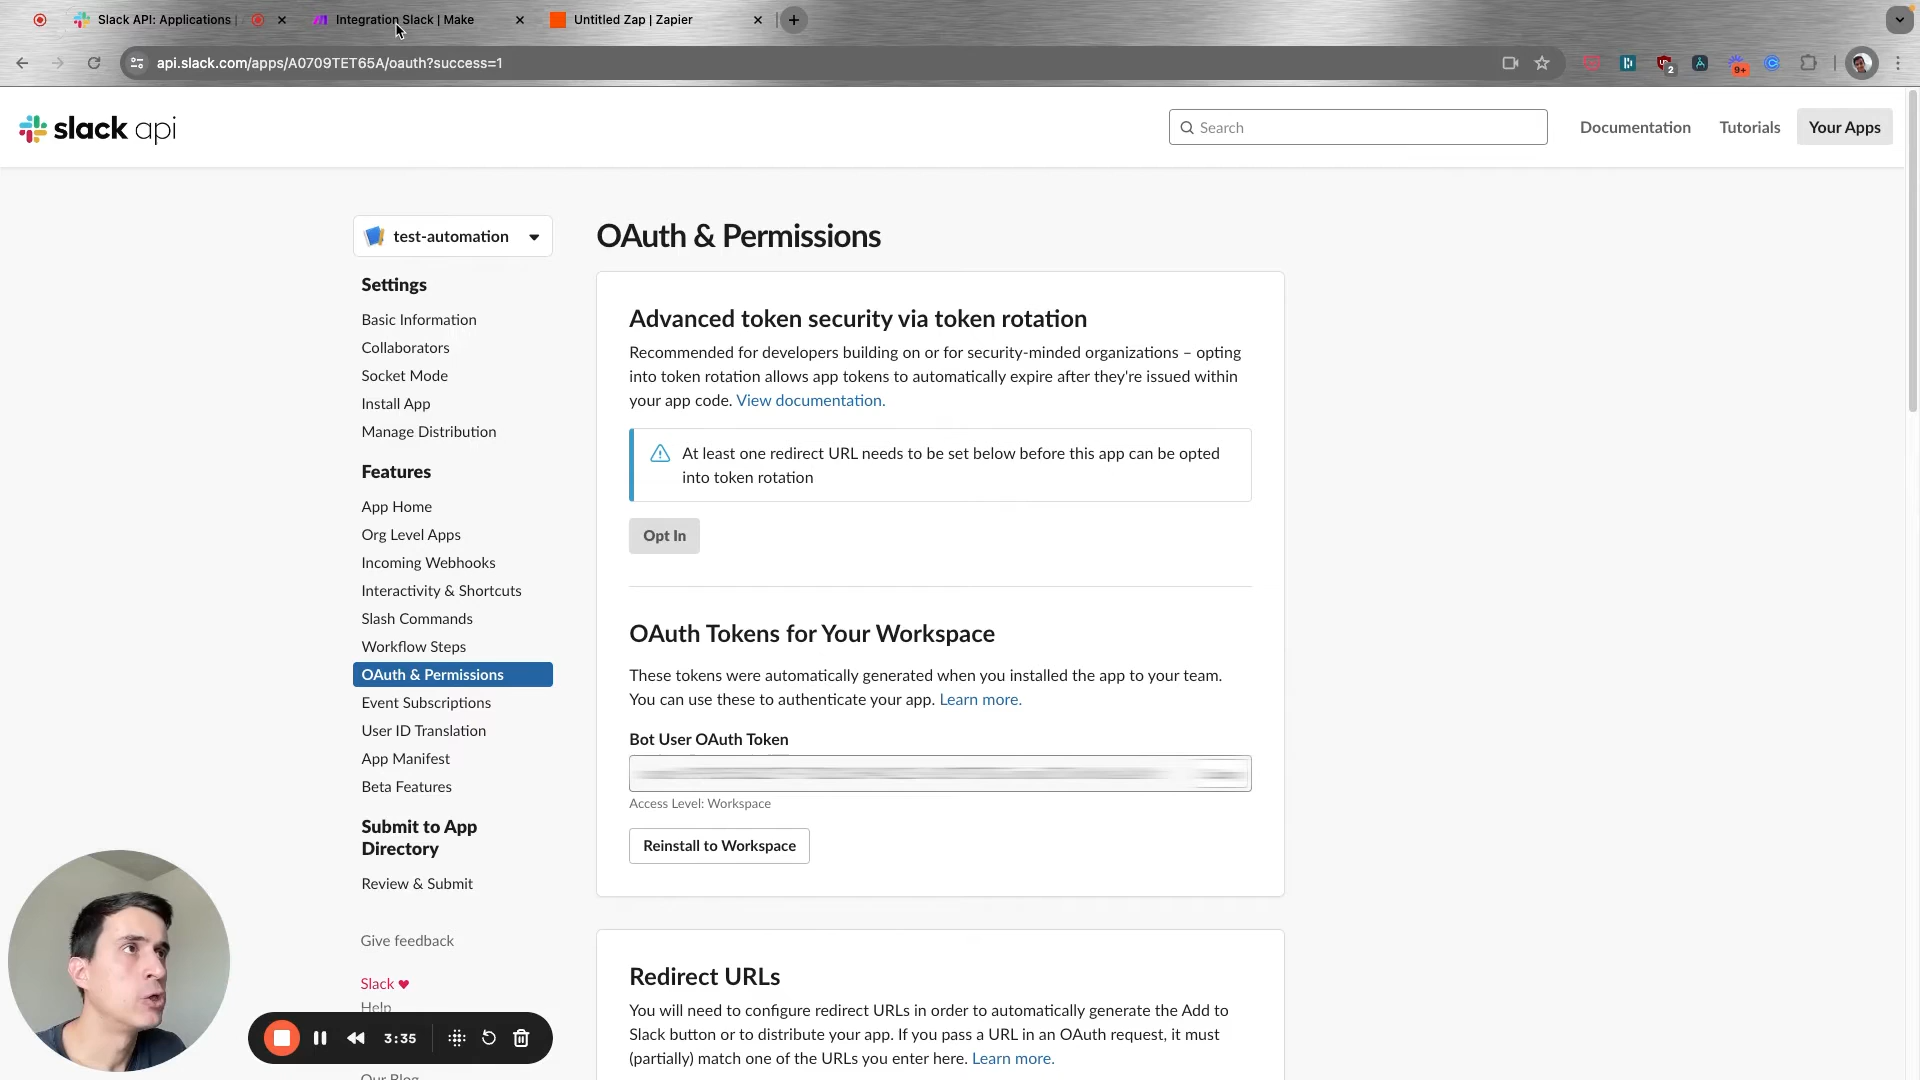 Slack API: Applications |
Integration Slack | Make
Untitled Zap | Zapier
api.slack.com/apps/A0709TET65A/oauth?success=1
2
9+
slack api
Search
Documentation
Tutorials
Your Apps
test-automation
Settings
Basic Information
Collaborators
Socket Mode
Install App
Manage Distribution
Features
App Home
Org Level Apps
Incoming Webhooks
Interactivity & Shortcuts
Slash Commands
Workflow Steps
OAuth & Permissions
Event Subscriptions
User ID Translation
App Manifest
Beta Features
Submit to App
Directory
Review & Submit
Give feedback
Slack
Help
Our Blog
OAuth & Permissions
Advanced token security via token rotation
Recommended for developers building on or for security-minded organizations – opting
into token rotation allows app tokens to automatically expire after they're issued within
your app code. View documentation.
At least one redirect URL needs to be set below before this app can be opted
into token rotation
Opt In
OAuth Tokens for Your Workspace
These tokens were automatically generated when you installed the app to your team.
You can use these to authenticate your app. Learn more.
Bot User OAuth Token
Access Level: Workspace
Reinstall to Workspace
Redirect URLs
You will need to configure redirect URLs in order to automatically generate the Add to
Slack button or to distribute your app. If you pass a URL in an OAuth request, it must
(partially) match one of the URLs you enter here. Learn more.
3:35